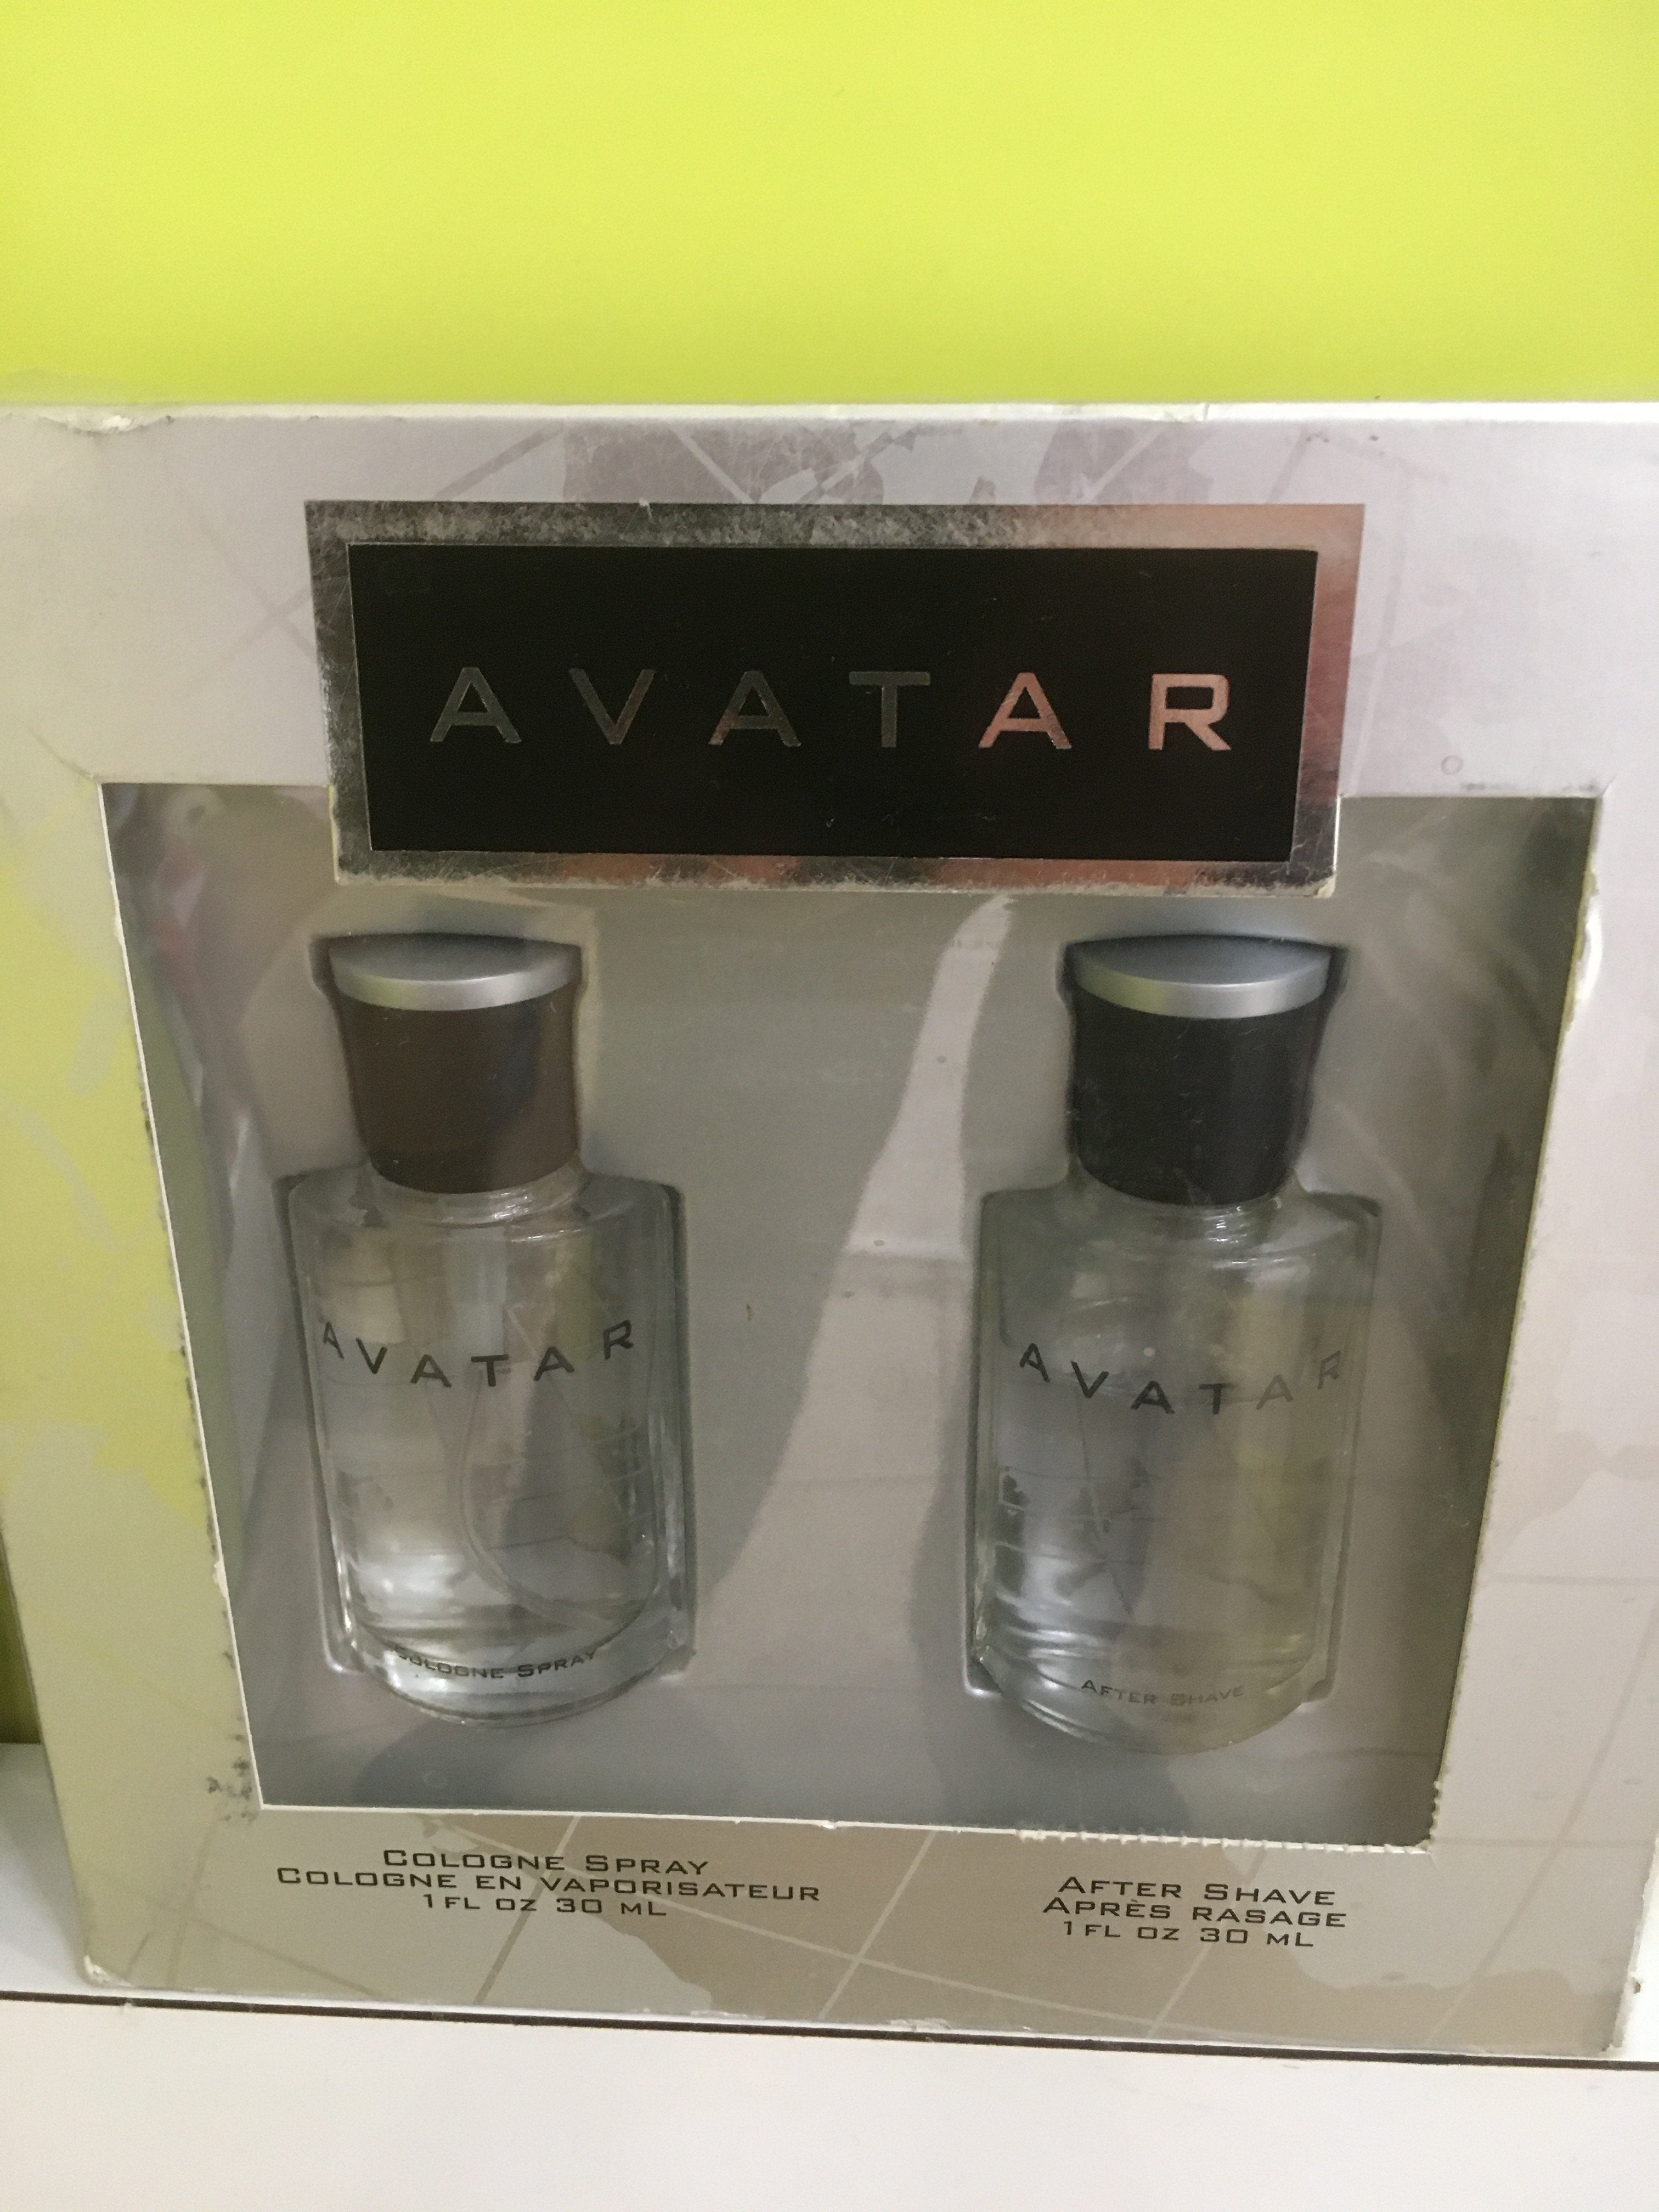 AVATAR
AVATAR
COLOGNE SPRAY
AVATAR
AFTER SHAVE
COLOGNE SPRAY
COLOGNE EN VAPORISATEUR
1 FL OZ 30 ML
AFTER SHAVE
APRÈS RASAGE
1 FL OZ 30 ML